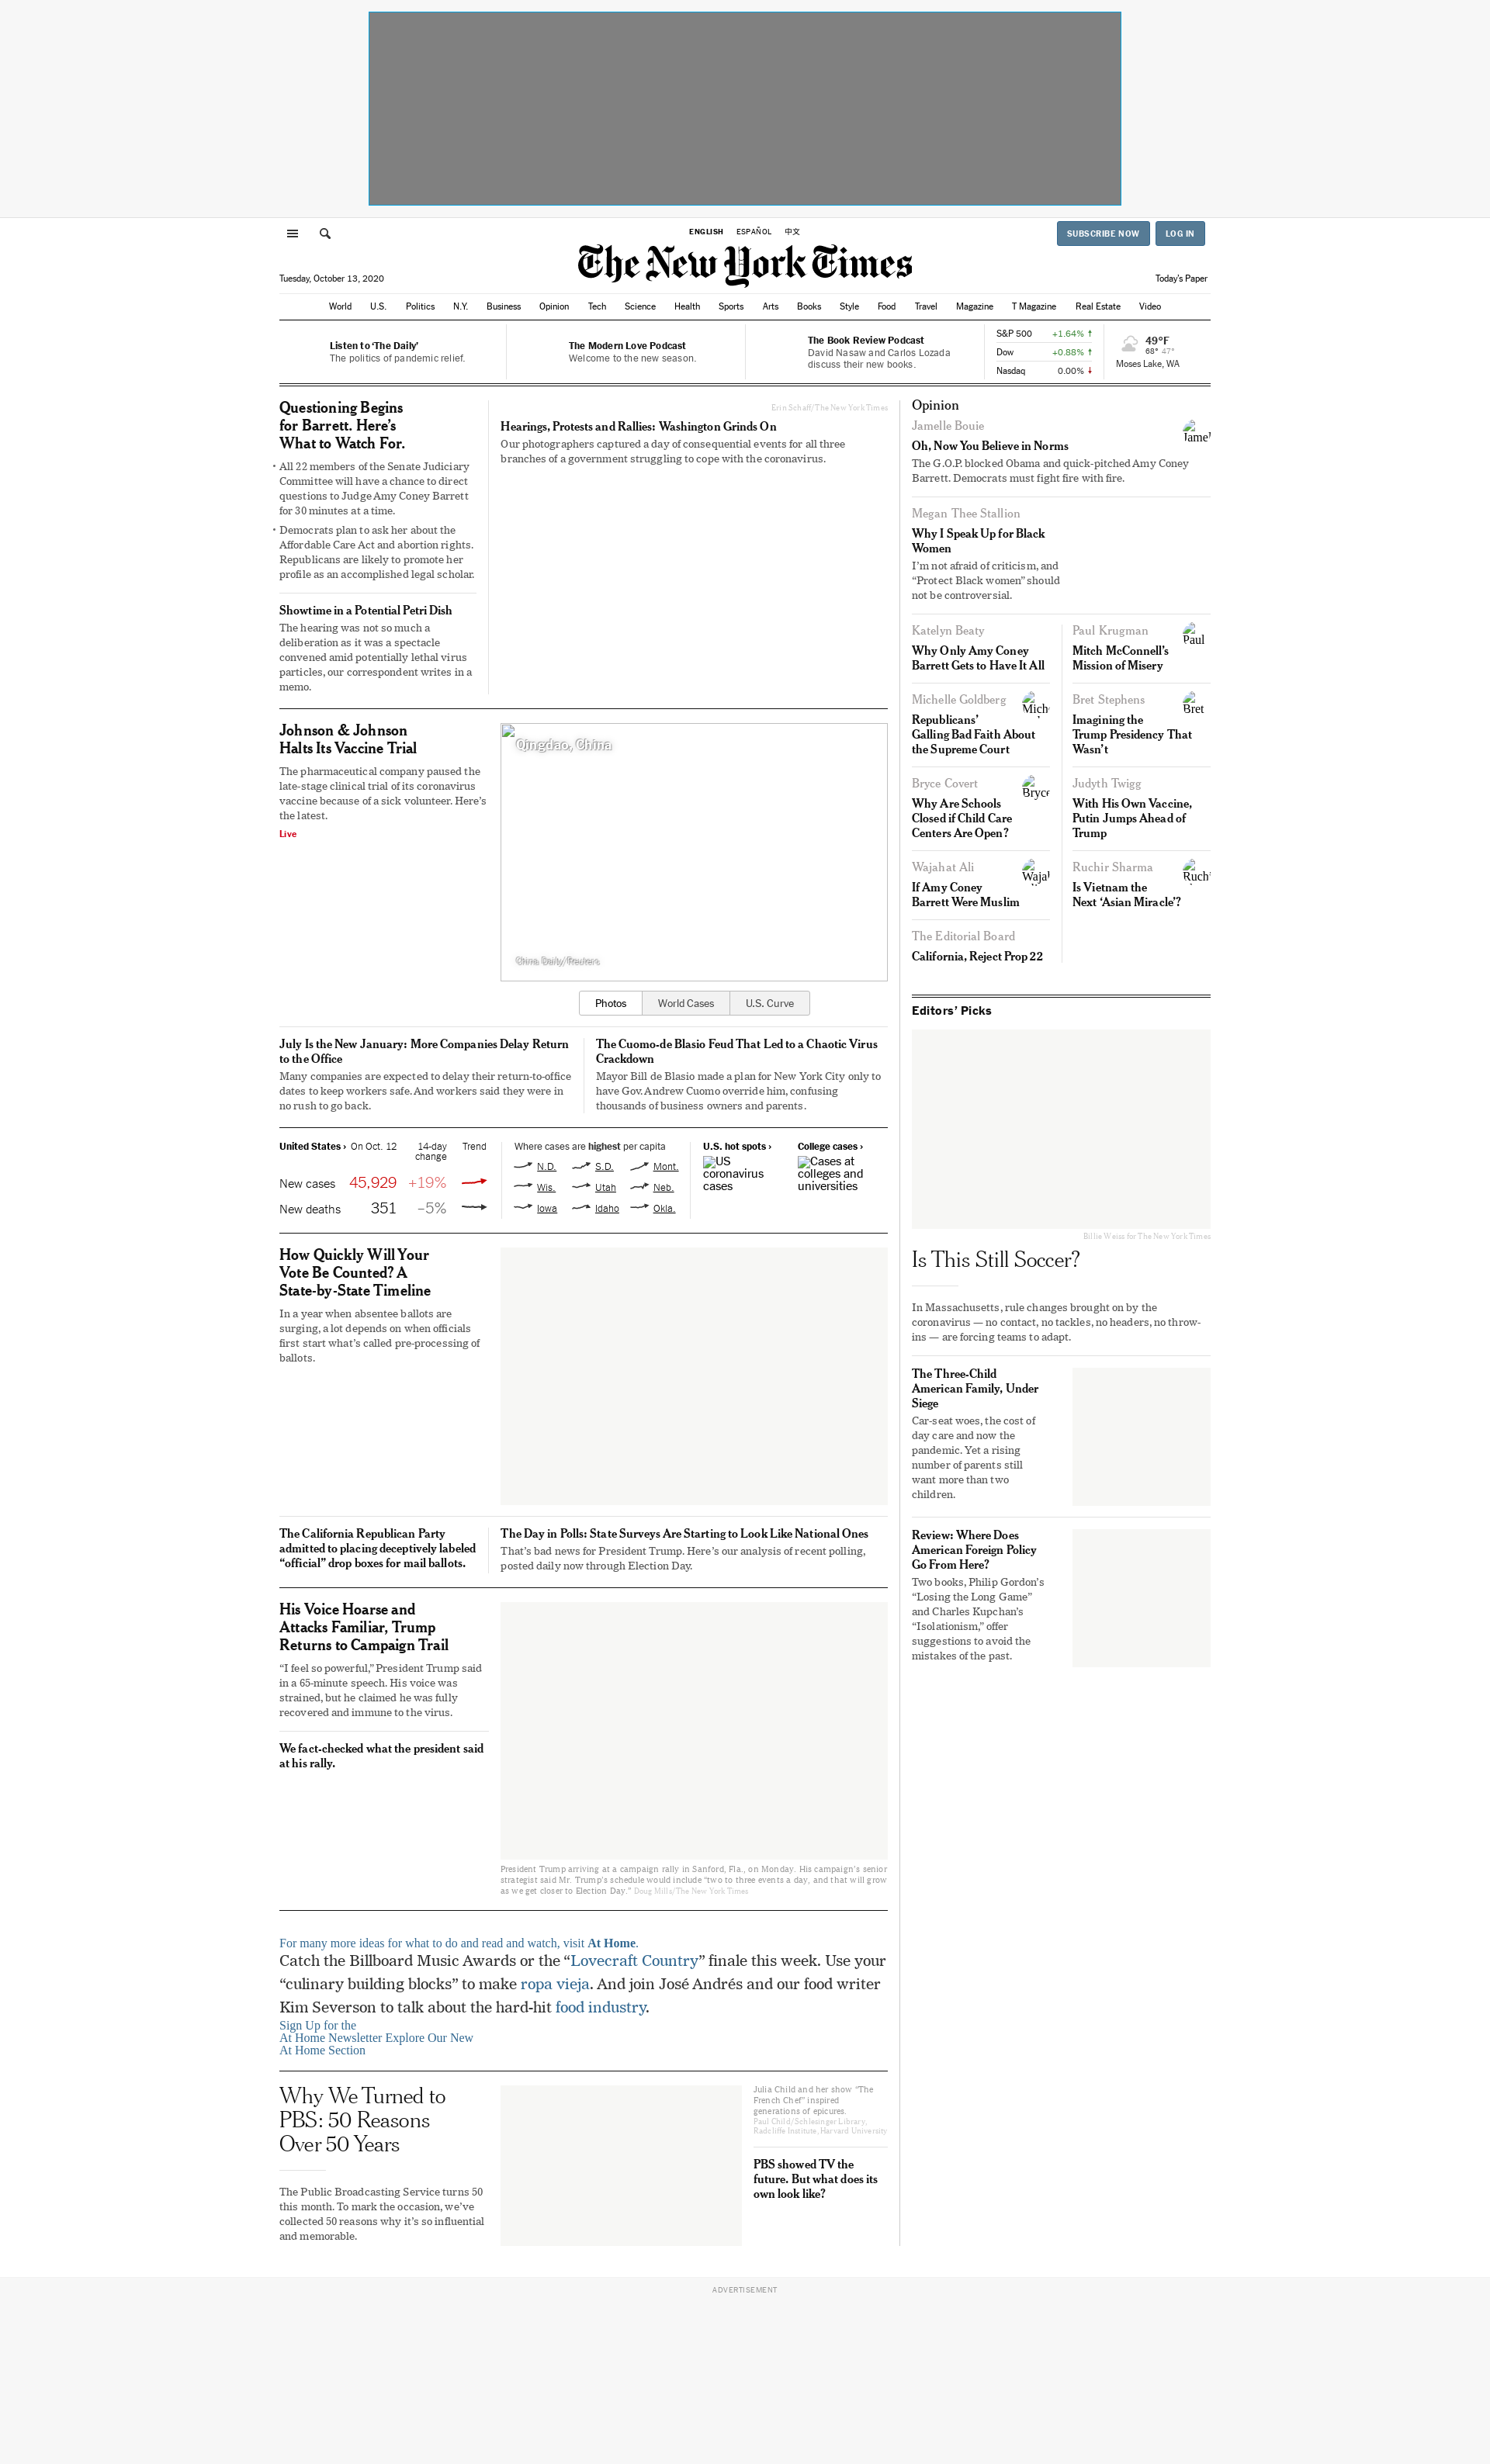 ENGLISH ESPAÑOL 中文
SUBSCRIBE NOW LOG IN
The New York Times
Tuesday, October 13, 2020
Today's Paper
World U.S. Politics N.Y. Business Opinion Tech Science Health Sports Arts Books Style Food Travel Magazine T Magazine Real Estate Video
Listen to ‘The Daily’
The politics of pandemic relief.
The Modern Love Podcast
Welcome to the new season.
The Book Review Podcast
David Nasaw and Carlos Lozada
discuss their new books.
S&P 500 +1.64%
Dow +0.88%
Nasdaq 0.00%
49°F
68° 47°
Moses Lake, WA
Questioning Begins
for Barrett. Here’s
What to Watch For.
• All 22 members of the Senate Judiciary
Committee will have a chance to direct
questions to Judge Amy Coney Barrett
for 30 minutes at a time.
• Democrats plan to ask her about the
Affordable Care Act and abortion rights.
Republicans are likely to promote her
profile as an accomplished legal scholar.
Showtime in a Potential Petri Dish
The hearing was not so much a
deliberation as it was a spectacle
convened amid potentially lethal virus
particles, our correspondent writes in a
memo.
Erin Schaff/The New York Times
Hearings, Protests and Rallies: Washington Grinds On
Our photographers captured a day of consequential events for all three
branches of a government struggling to cope with the coronavirus.
Johnson & Johnson
Halts Its Vaccine Trial
The pharmaceutical company paused the
late-stage clinical trial of its coronavirus
vaccine because of a sick volunteer. Here’s
the latest.
Live
Qingdao, China
China Daily/Reuters
Photos World Cases U.S. Curve
July Is the New January: More Companies Delay Return
to the Office
Many companies are expected to delay their return-to-office
dates to keep workers safe. And workers said they were in
no rush to go back.
The Cuomo-de Blasio Feud That Led to a Chaotic Virus
Crackdown
Mayor Bill de Blasio made a plan for New York City only to
have Gov. Andrew Cuomo override him, confusing
thousands of business owners and parents.
United States › On Oct. 12 14-day
change Trend
New cases 45,929 +19%
New deaths 351 –5%
Where cases are highest per capita
N.D. S.D. Mont.
Wis. Utah Neb.
Iowa Idaho Okla.
U.S. hot spots ›
US
coronavirus
cases
College cases ›
Cases at
colleges and
universities
How Quickly Will Your
Vote Be Counted? A
State-by-State Timeline
In a year when absentee ballots are
surging, a lot depends on when officials
first start what’s called pre-processing of
ballots.
The California Republican Party
admitted to placing deceptively labeled
“official” drop boxes for mail ballots.
The Day in Polls: State Surveys Are Starting to Look Like National Ones
That’s bad news for President Trump. Here’s our analysis of recent polling,
posted daily now through Election Day.
His Voice Hoarse and
Attacks Familiar, Trump
Returns to Campaign Trail
“I feel so powerful,” President Trump said
in a 65-minute speech. His voice was
strained, but he claimed he was fully
recovered and immune to the virus.
We fact-checked what the president said
at his rally.
President Trump arriving at a campaign rally in Sanford, Fla., on Monday. His campaign’s senior
strategist said Mr. Trump’s schedule would include “two to three events a day, and that will grow
as we get closer to Election Day.” Doug Mills/The New York Times
For many more ideas for what to do and read and watch, visit At Home.
Catch the Billboard Music Awards or the “Lovecraft Country” finale this week. Use your
“culinary building blocks” to make ropa vieja. And join José Andrés and our food writer
Kim Severson to talk about the hard-hit food industry.
Sign Up for the
At Home Newsletter Explore Our New
At Home Section
Why We Turned to
PBS: 50 Reasons
Over 50 Years
The Public Broadcasting Service turns 50
this month. To mark the occasion, we’ve
collected 50 reasons why it’s so influential
and memorable.
Julia Child and her show “The
French Chef” inspired
generations of epicures.
Paul Child/Schlesinger Library,
Radcliffe Institute, Harvard University
PBS showed TV the
future. But what does its
own look like?
Opinion
Jamelle Bouie
Jamel
Oh, Now You Believe in Norms
The G.O.P. blocked Obama and quick-pitched Amy Coney
Barrett. Democrats must fight fire with fire.
Megan Thee Stallion
Why I Speak Up for Black
Women
I’m not afraid of criticism, and
“Protect Black women” should
not be controversial.
Katelyn Beaty
Why Only Amy Coney
Barrett Gets to Have It All
Paul Krugman
Paul
Mitch McConnell’s
Mission of Misery
Michelle Goldberg
Miche
Republicans’
Galling Bad Faith About
the Supreme Court
Bret Stephens
Bret
Imagining the
Trump Presidency That
Wasn’t
Bryce Covert
Bryce
Why Are Schools
Closed if Child Care
Centers Are Open?
Judyth Twigg
With His Own Vaccine,
Putin Jumps Ahead of
Trump
Wajahat Ali
Wajal
If Amy Coney
Barrett Were Muslim
Ruchir Sharma
Ruch
Is Vietnam the
Next ‘Asian Miracle’?
The Editorial Board
California, Reject Prop 22
Editors’ Picks
Billie Weiss for The New York Times
Is This Still Soccer?
In Massachusetts, rule changes brought on by the
coronavirus — no contact, no tackles, no headers, no throw-
ins — are forcing teams to adapt.
The Three-Child
American Family, Under
Siege
Car-seat woes, the cost of
day care and now the
pandemic. Yet a rising
number of parents still
want more than two
children.
Review: Where Does
American Foreign Policy
Go From Here?
Two books, Philip Gordon’s
“Losing the Long Game”
and Charles Kupchan’s
“Isolationism,” offer
suggestions to avoid the
mistakes of the past.
ADVERTISEMENT